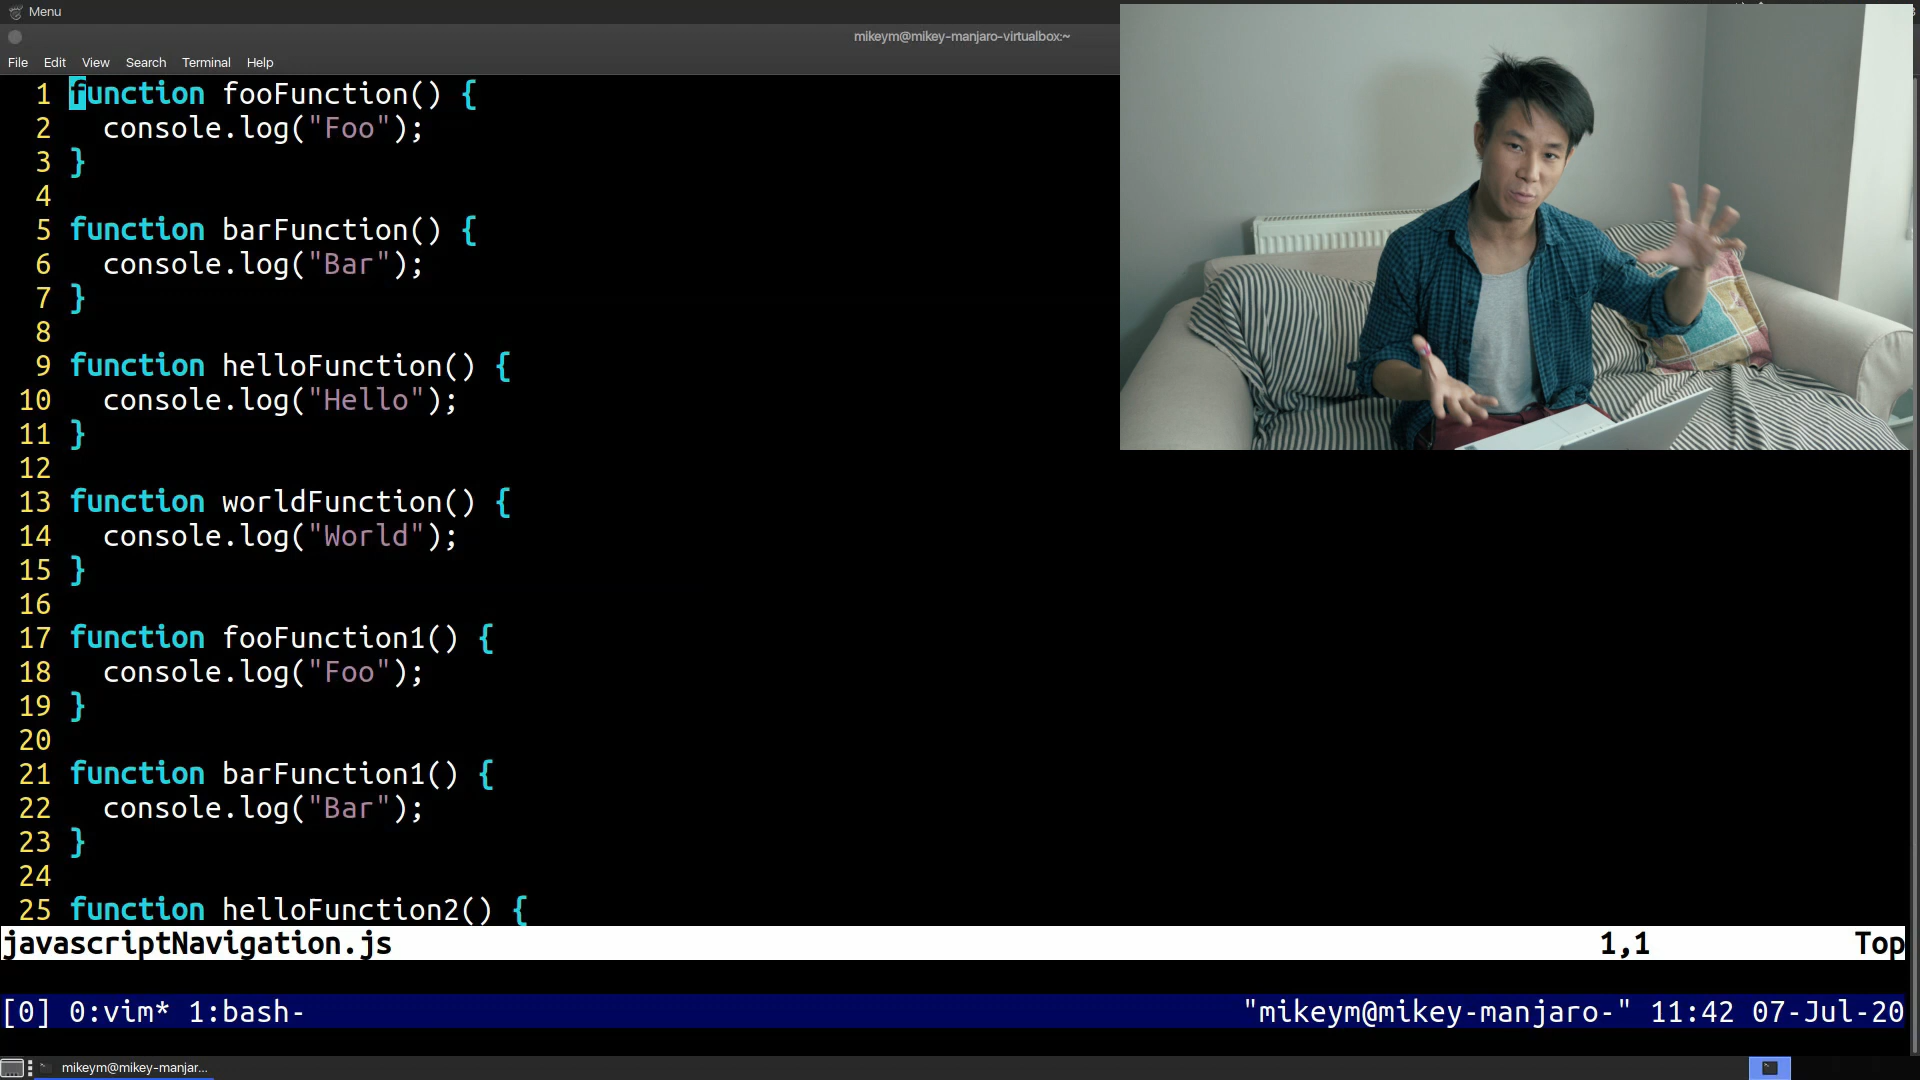 Menu
mikeym@mikey-manjaro-virtualbox:~
File Edit View Search Terminal Help
1 function fooFunction() {
2   console.log("Foo");
3 }
4
5 function barFunction() {
6   console.log("Bar");
7 }
8
9 function helloFunction() {
10   console.log("Hello");
11 }
12
13 function worldFunction() {
14   console.log("World");
15 }
16
17 function fooFunction1() {
18   console.log("Foo");
19 }
20
21 function barFunction1() {
22   console.log("Bar");
23 }
24
25 function helloFunction2() {
javascriptNavigation.js 1,1 Top
[0] 0:vim* 1:bash- "mikeym@mikey-manjaro-" 11:42 07-Jul-20
mikeym@mikey-manjar...